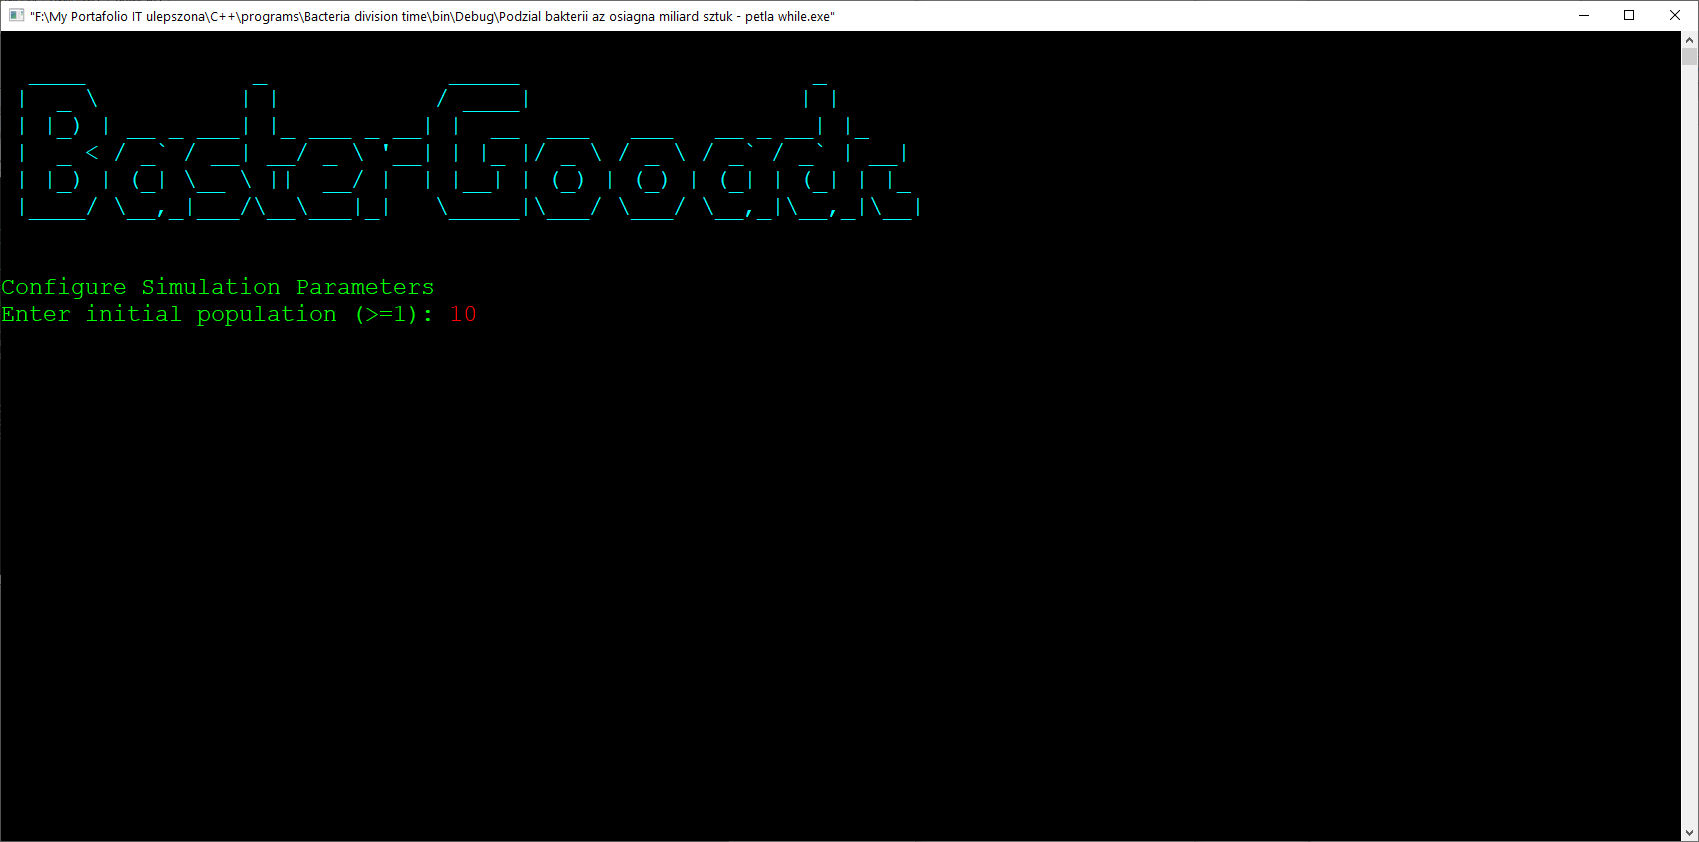 "F:\My Portafolio IT ulepszona\C++\programs\Bacteria division time\bin\Debug\Podzial bakterii az osiagna miliard sztuk - petla while.exe"
BasterGooadt
Configure Simulation Parameters
Enter initial population (>=1): 10